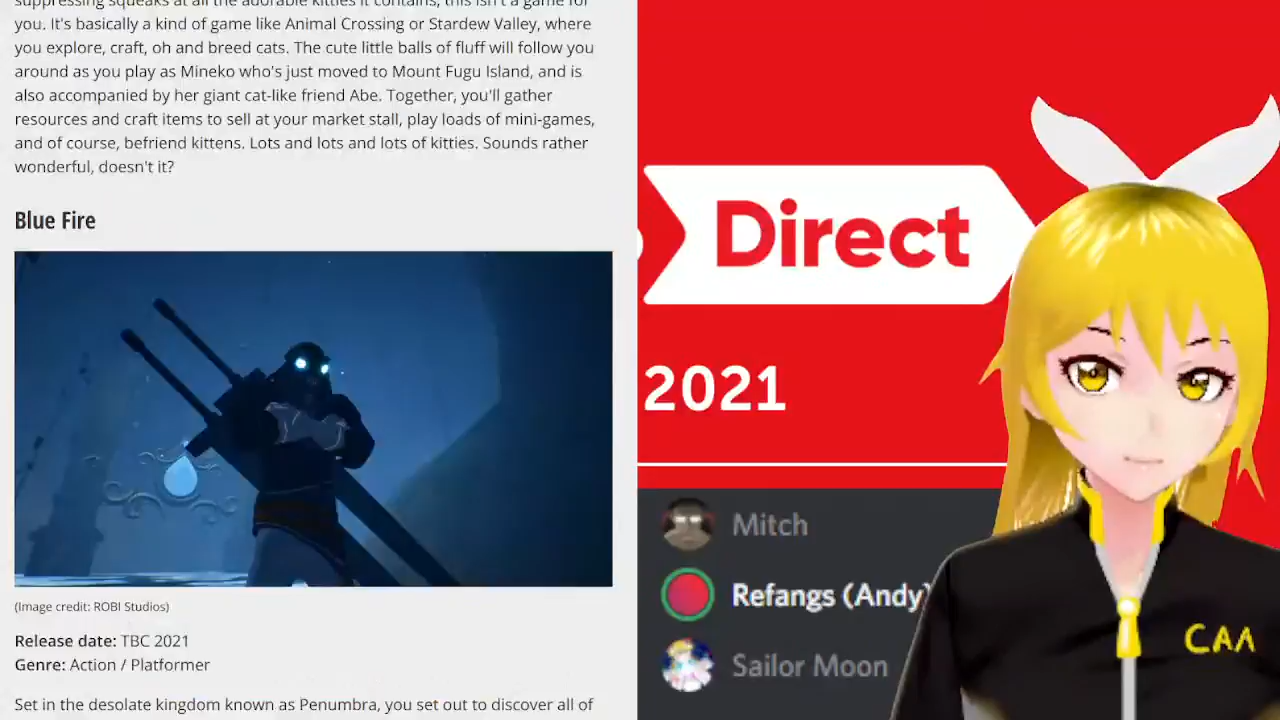 suppressing squeaks at all the adorable kitties it contains, this isn't a game for
you. It's basically a kind of game like Animal Crossing or Stardew Valley, where
you explore, craft, oh and breed cats. The cute little balls of fluff will follow you
around as you play as Mineko who's just moved to Mount Fugu Island, and is
also accompanied by her giant cat-like friend Abe. Together, you'll gather
resources and craft items to sell at your market stall, play loads of mini-games,
and of course, befriend kittens. Lots and lots and lots of kitties. Sounds rather
wonderful, doesn't it?
Blue Fire
(Image credit: ROBI Studios)
Release date: TBC 2021
Genre: Action / Platformer
Set in the desolate kingdom known as Penumbra, you set out to discover all of
Direct
2021
Mitch
Refangs (Andy)
Sailor Moon
CAA